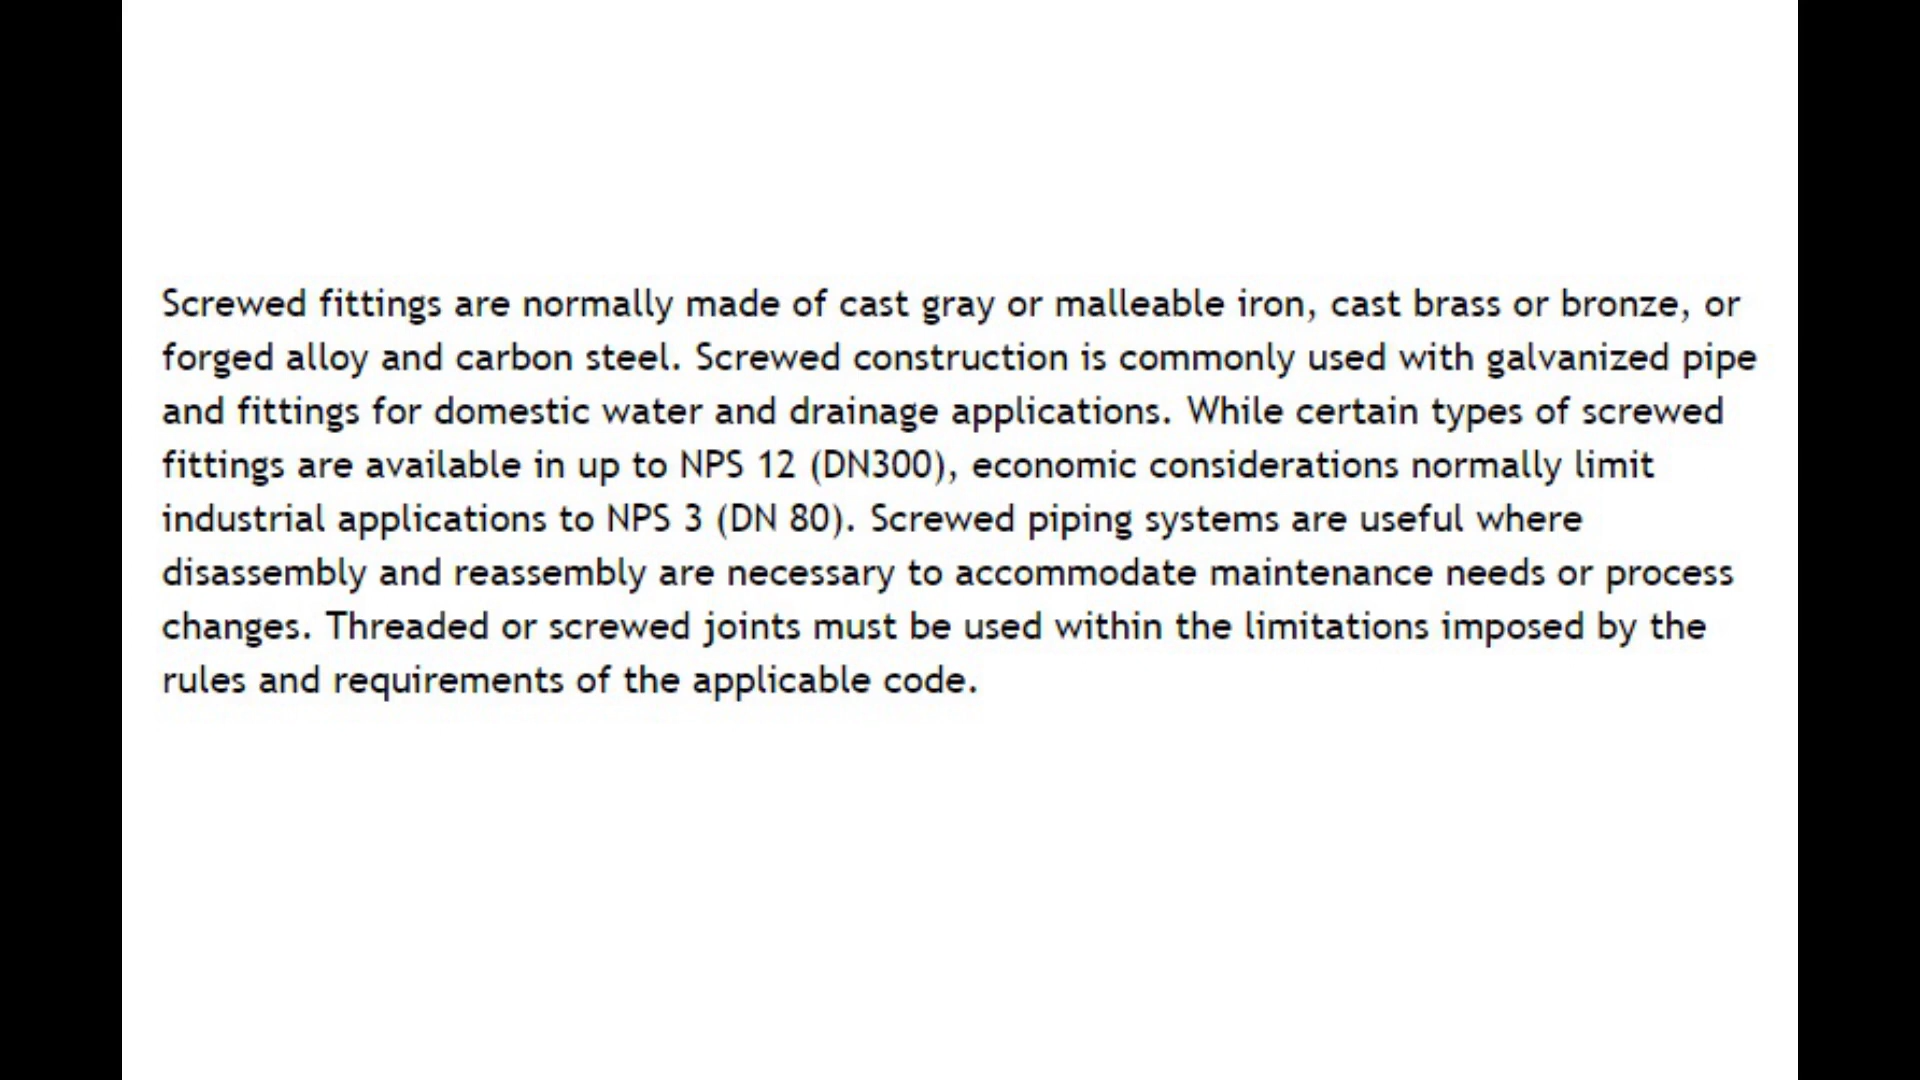 Screwed fittings are normally made of cast gray or malleable iron, cast brass or bronze, or
forged alloy and carbon steel. Screwed construction is commonly used with galvanized pipe
and fittings for domestic water and drainage applications. While certain types of screwed
fittings are available in up to NPS 12 (DN300), economic considerations normally limit
industrial applications to NPS 3 (DN 80). Screwed piping systems are useful where
disassembly and reassembly are necessary to accommodate maintenance needs or process
changes. Threaded or screwed joints must be used within the limitations imposed by the
rules and requirements of the applicable code.